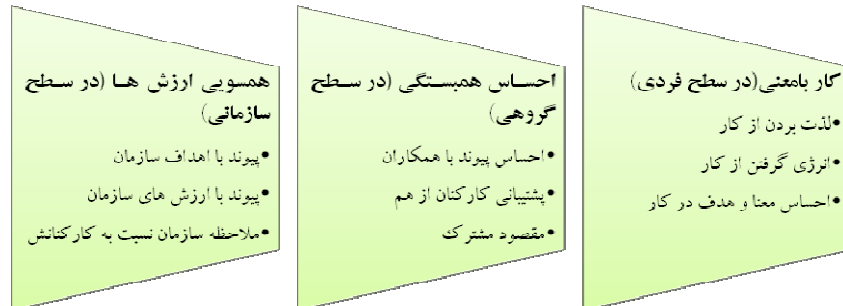 کار بامعنی(در سطح فردی)
•لذت بردن از کار
•انرژی گرفتن از کار
•احساس معنا و هدف در کار
احساس همبستگی (در سطح
گروهی)
•احساس پیوند با همکاران
•پشتیبانی کارکنان از هم
•مقصود مشترک
همسویی ارزش ها (در سطح
سازمانی)
•پیوند با اهداف سازمان
•پیوند با ارزش های سازمان
•ملاحظه سازمان نسبت به کارکنانش